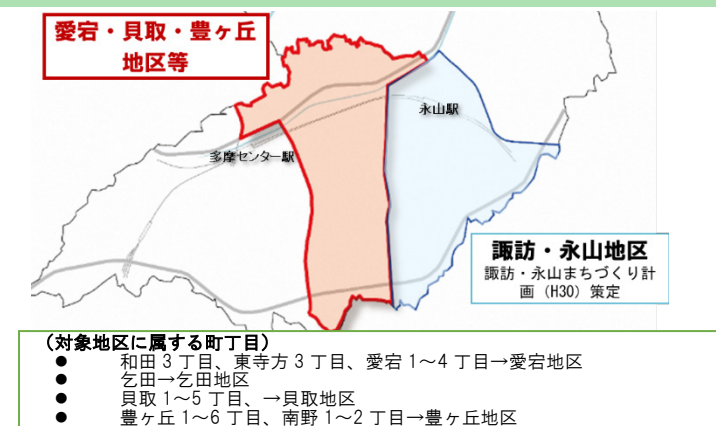 愛宕・貝取・豊ヶ丘
地区等
永山駅
多摩センター駅
諏訪・永山地区
諏訪・永山まちづくり計
画（H30）策定
（対象地区に属する町丁目）
● 和田３丁目、東寺方３丁目、愛宕１～４丁目→愛宕地区
● 乞田→乞田地区
● 貝取１～５丁目、→貝取地区
● 豊ヶ丘１～６丁目、南野１～２丁目→豊ヶ丘地区